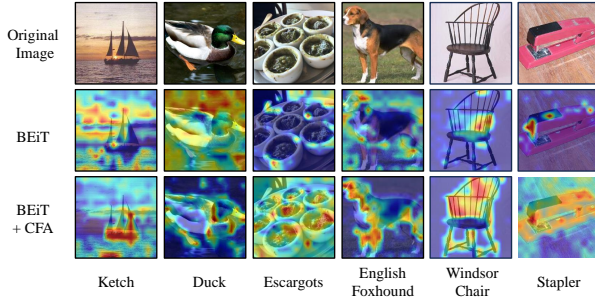 Original
Image
BEiT
BEiT
+ CFA
Ketch
Duck
Escargots
English
Foxhound
Windsor
Chair
Stapler